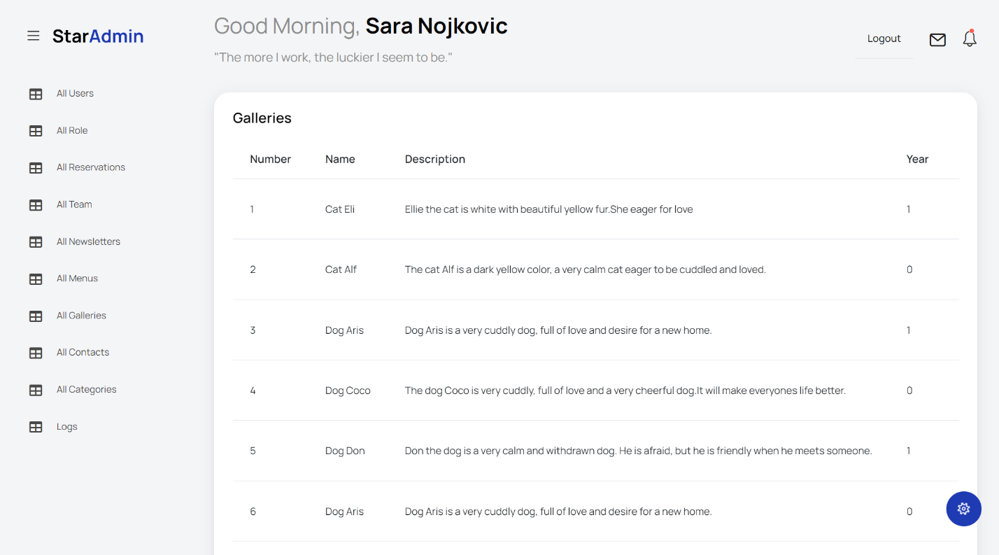 StarAdmin
Good Morning, Sara Nojkovic
"The more I work, the luckier I seem to be."
Logout
All Users
All Role
All Reservations
All Team
All Newsletters
All Menus
All Galleries
All Contacts
All Categories
Logs
Galleries
Number Name Description Year
1 Cat Eli Ellie the cat is white with beautiful yellow fur.She eager for love 1
2 Cat Alf The cat Alf is a dark yellow color, a very calm cat eager to be cuddled and loved. 0
3 Dog Aris Dog Aris is a very cuddly dog, full of love and desire for a new home. 1
4 Dog Coco The dog Coco is very cuddly, full of love and a very cheerful dog.It will make everyones life better. 0
5 Dog Don Don the dog is a very calm and withdrawn dog. He is afraid, but he is friendly when he meets someone. 1
6 Dog Aris Dog Aris is a very cuddly dog, full of love and desire for a new home. 0